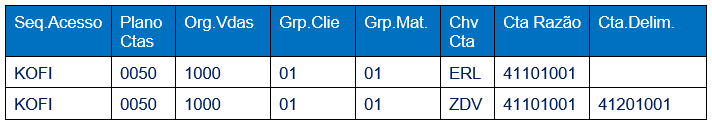 Seq.Acesso Plano Ctas Org.Vdas Grp.Clie Grp.Mat. Chv Cta Cta Razão Cta.Delim.
KOFI 0050 1000 01 01 ERL 41101001
KOFI 0050 1000 01 01 ZDV 41101001 41201001